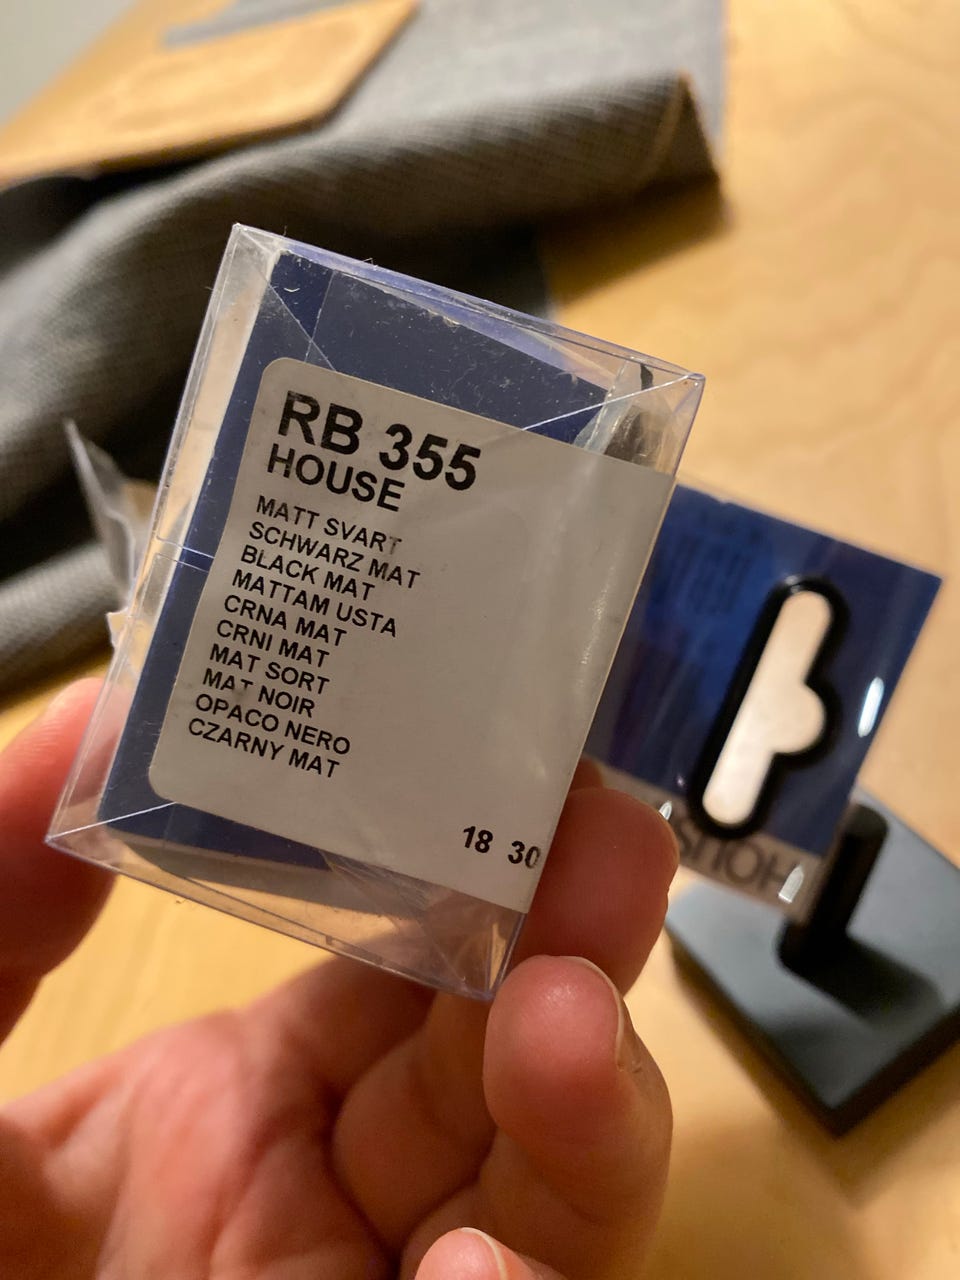 RB 355
HOUSE
MATT SVART
SCHWARZ MAT
BLACK MAT
MATTAM USTA
CRNA MAT
CRNI MAT
MAT SORT
MAT NOIR
OPACO NERO
CZARNY MAT
18 30